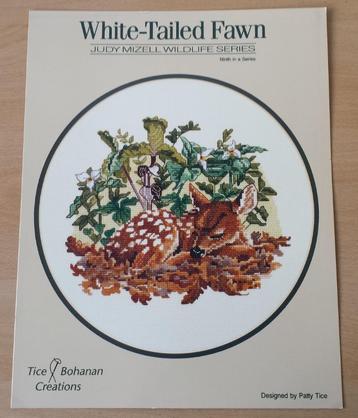 White-Tailed Fawn
JUDY MIZELL WILDLIFE SERIES
Ninth in a Series
Tice Bohanan
Creations
Designed by Patty Tice